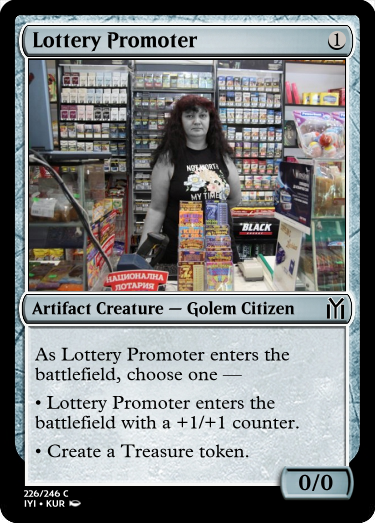 Lottery Promoter 1
NOT WORTH
MY TIME
BLACK
НАЦИОНАЛНА
ЛОТАРИЯ
Artifact Creature — Golem Citizen
As Lottery Promoter enters the
battlefield, choose one —
• Lottery Promoter enters the
battlefield with a +1/+1 counter.
• Create a Treasure token.
0/0
226/246 C
IYI • KUR